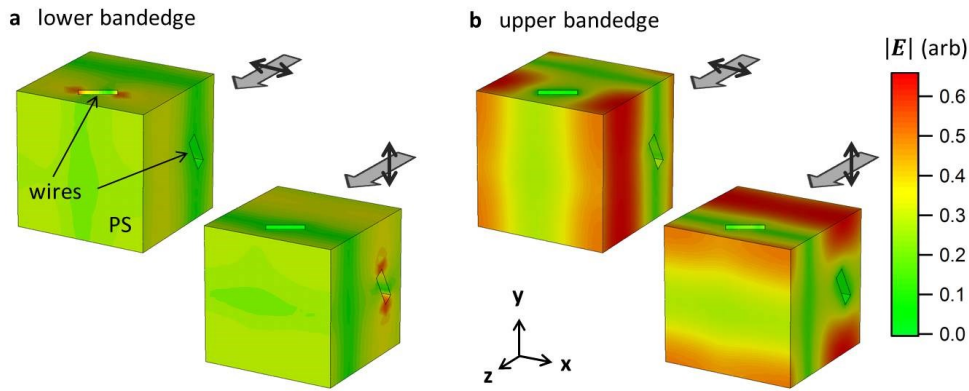 a lower bandedge
wires
PS
b upper bandedge
y
x
z
|E| (arb)
0.6
0.5
0.4
0.3
0.2
0.1
0.0